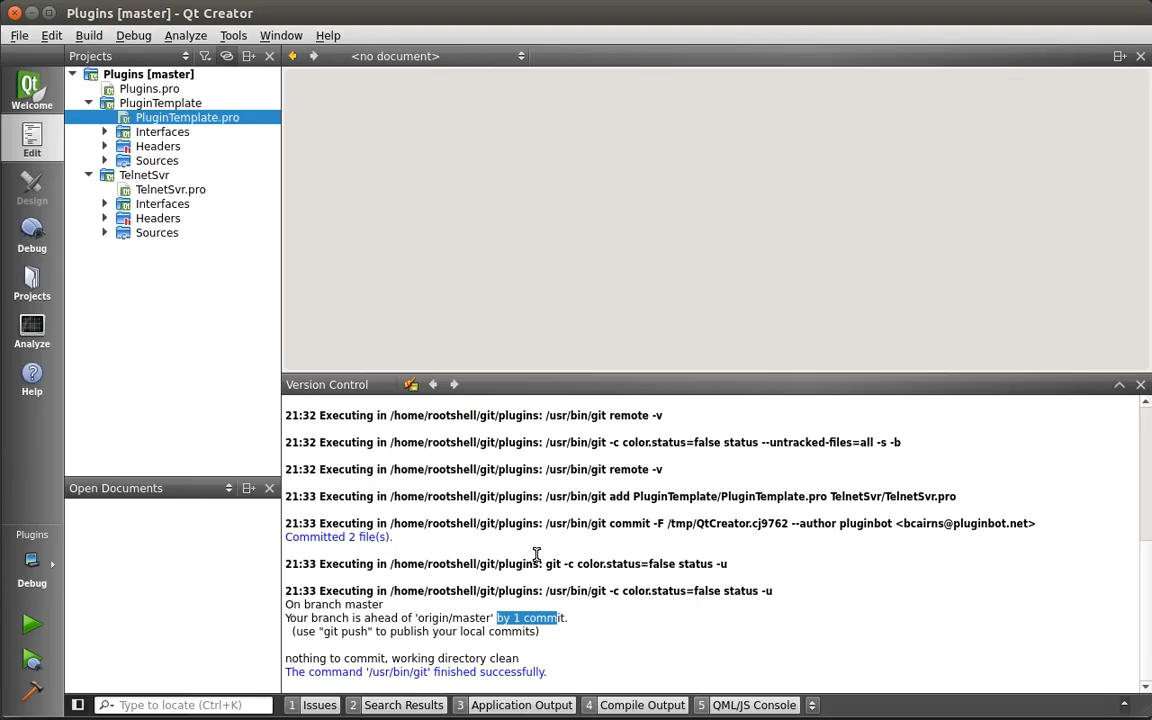 Plugins [master] - Qt Creator
File Edit Build Debug Analyze Tools Window Help
Projects
<no document>
Welcome
Edit
Design
Debug
Projects
Analyze
Help
Plugins
Debug
Plugins [master]
Plugins.pro
PluginTemplate
PluginTemplate.pro
Interfaces
Headers
Sources
TelnetSvr
TelnetSvr.pro
Interfaces
Headers
Sources
Open Documents
Version Control
21:32 Executing in /home/rootshell/git/plugins: /usr/bin/git remote -v
21:32 Executing in /home/rootshell/git/plugins: /usr/bin/git -c color.status=false status --untracked-files=all -s -b
21:32 Executing in /home/rootshell/git/plugins: /usr/bin/git remote -v
21:33 Executing in /home/rootshell/git/plugins: /usr/bin/git add PluginTemplate/PluginTemplate.pro TelnetSvr/TelnetSvr.pro
21:33 Executing in /home/rootshell/git/plugins: /usr/bin/git commit -F /tmp/QtCreator.cj9762 --author pluginbot <bcairns@pluginbot.net>
Committed 2 file(s).
21:33 Executing in /home/rootshell/git/plugins: git -c color.status=false status -u
21:33 Executing in /home/rootshell/git/plugins: /usr/bin/git -c color.status=false status -u
On branch master
Your branch is ahead of 'origin/master' by 1 commit.
(use "git push" to publish your local commits)
nothing to commit, working directory clean
The command '/usr/bin/git' finished successfully.
Type to locate (Ctrl+K)
1 Issues 2 Search Results 3 Application Output 4 Compile Output 5 QML/JS Console